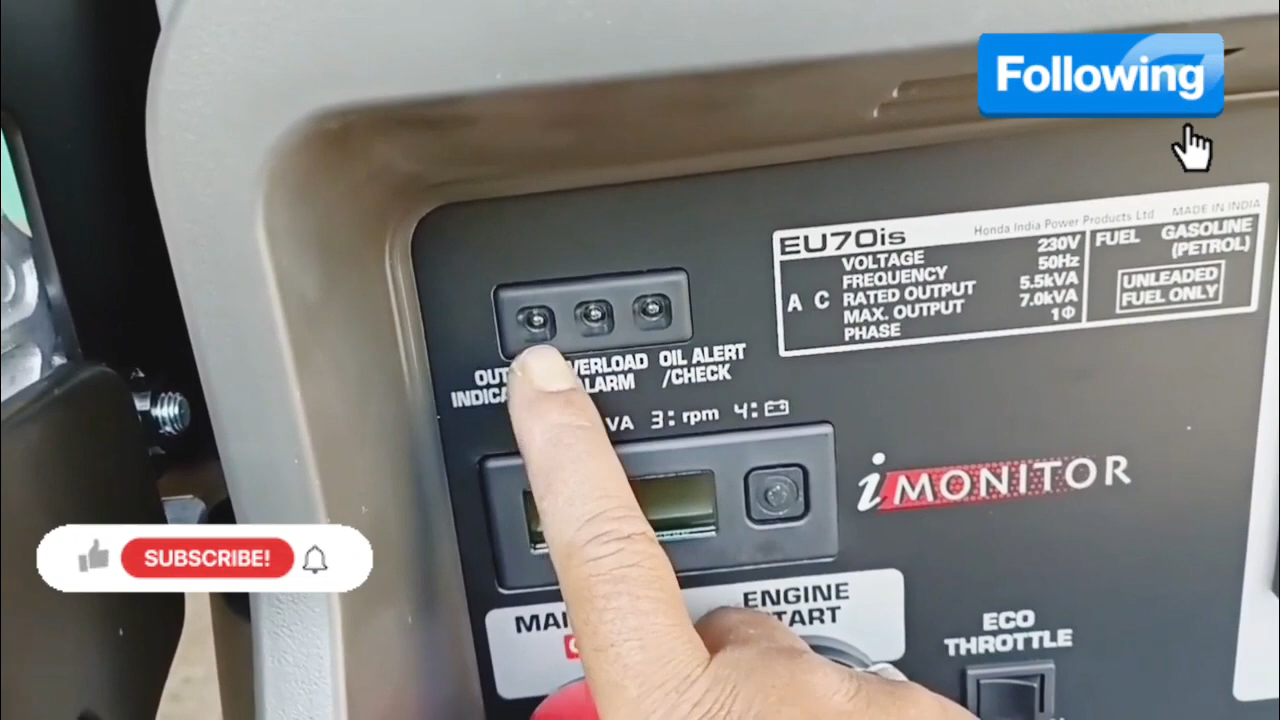 Following
EU70is
Honda India Power Products Ltd
MADE IN INDIA
A C
VOLTAGE 230V
FREQUENCY 50Hz
RATED OUTPUT 5.5kVA
MAX. OUTPUT 7.0kVA
PHASE 1Φ
FUEL GASOLINE
(PETROL)
UNLEADED
FUEL ONLY
OIL ALERT
/CHECK
3: rpm 4:
iMONITOR
SUBSCRIBE!
ENGINE
ECO
THROTTLE